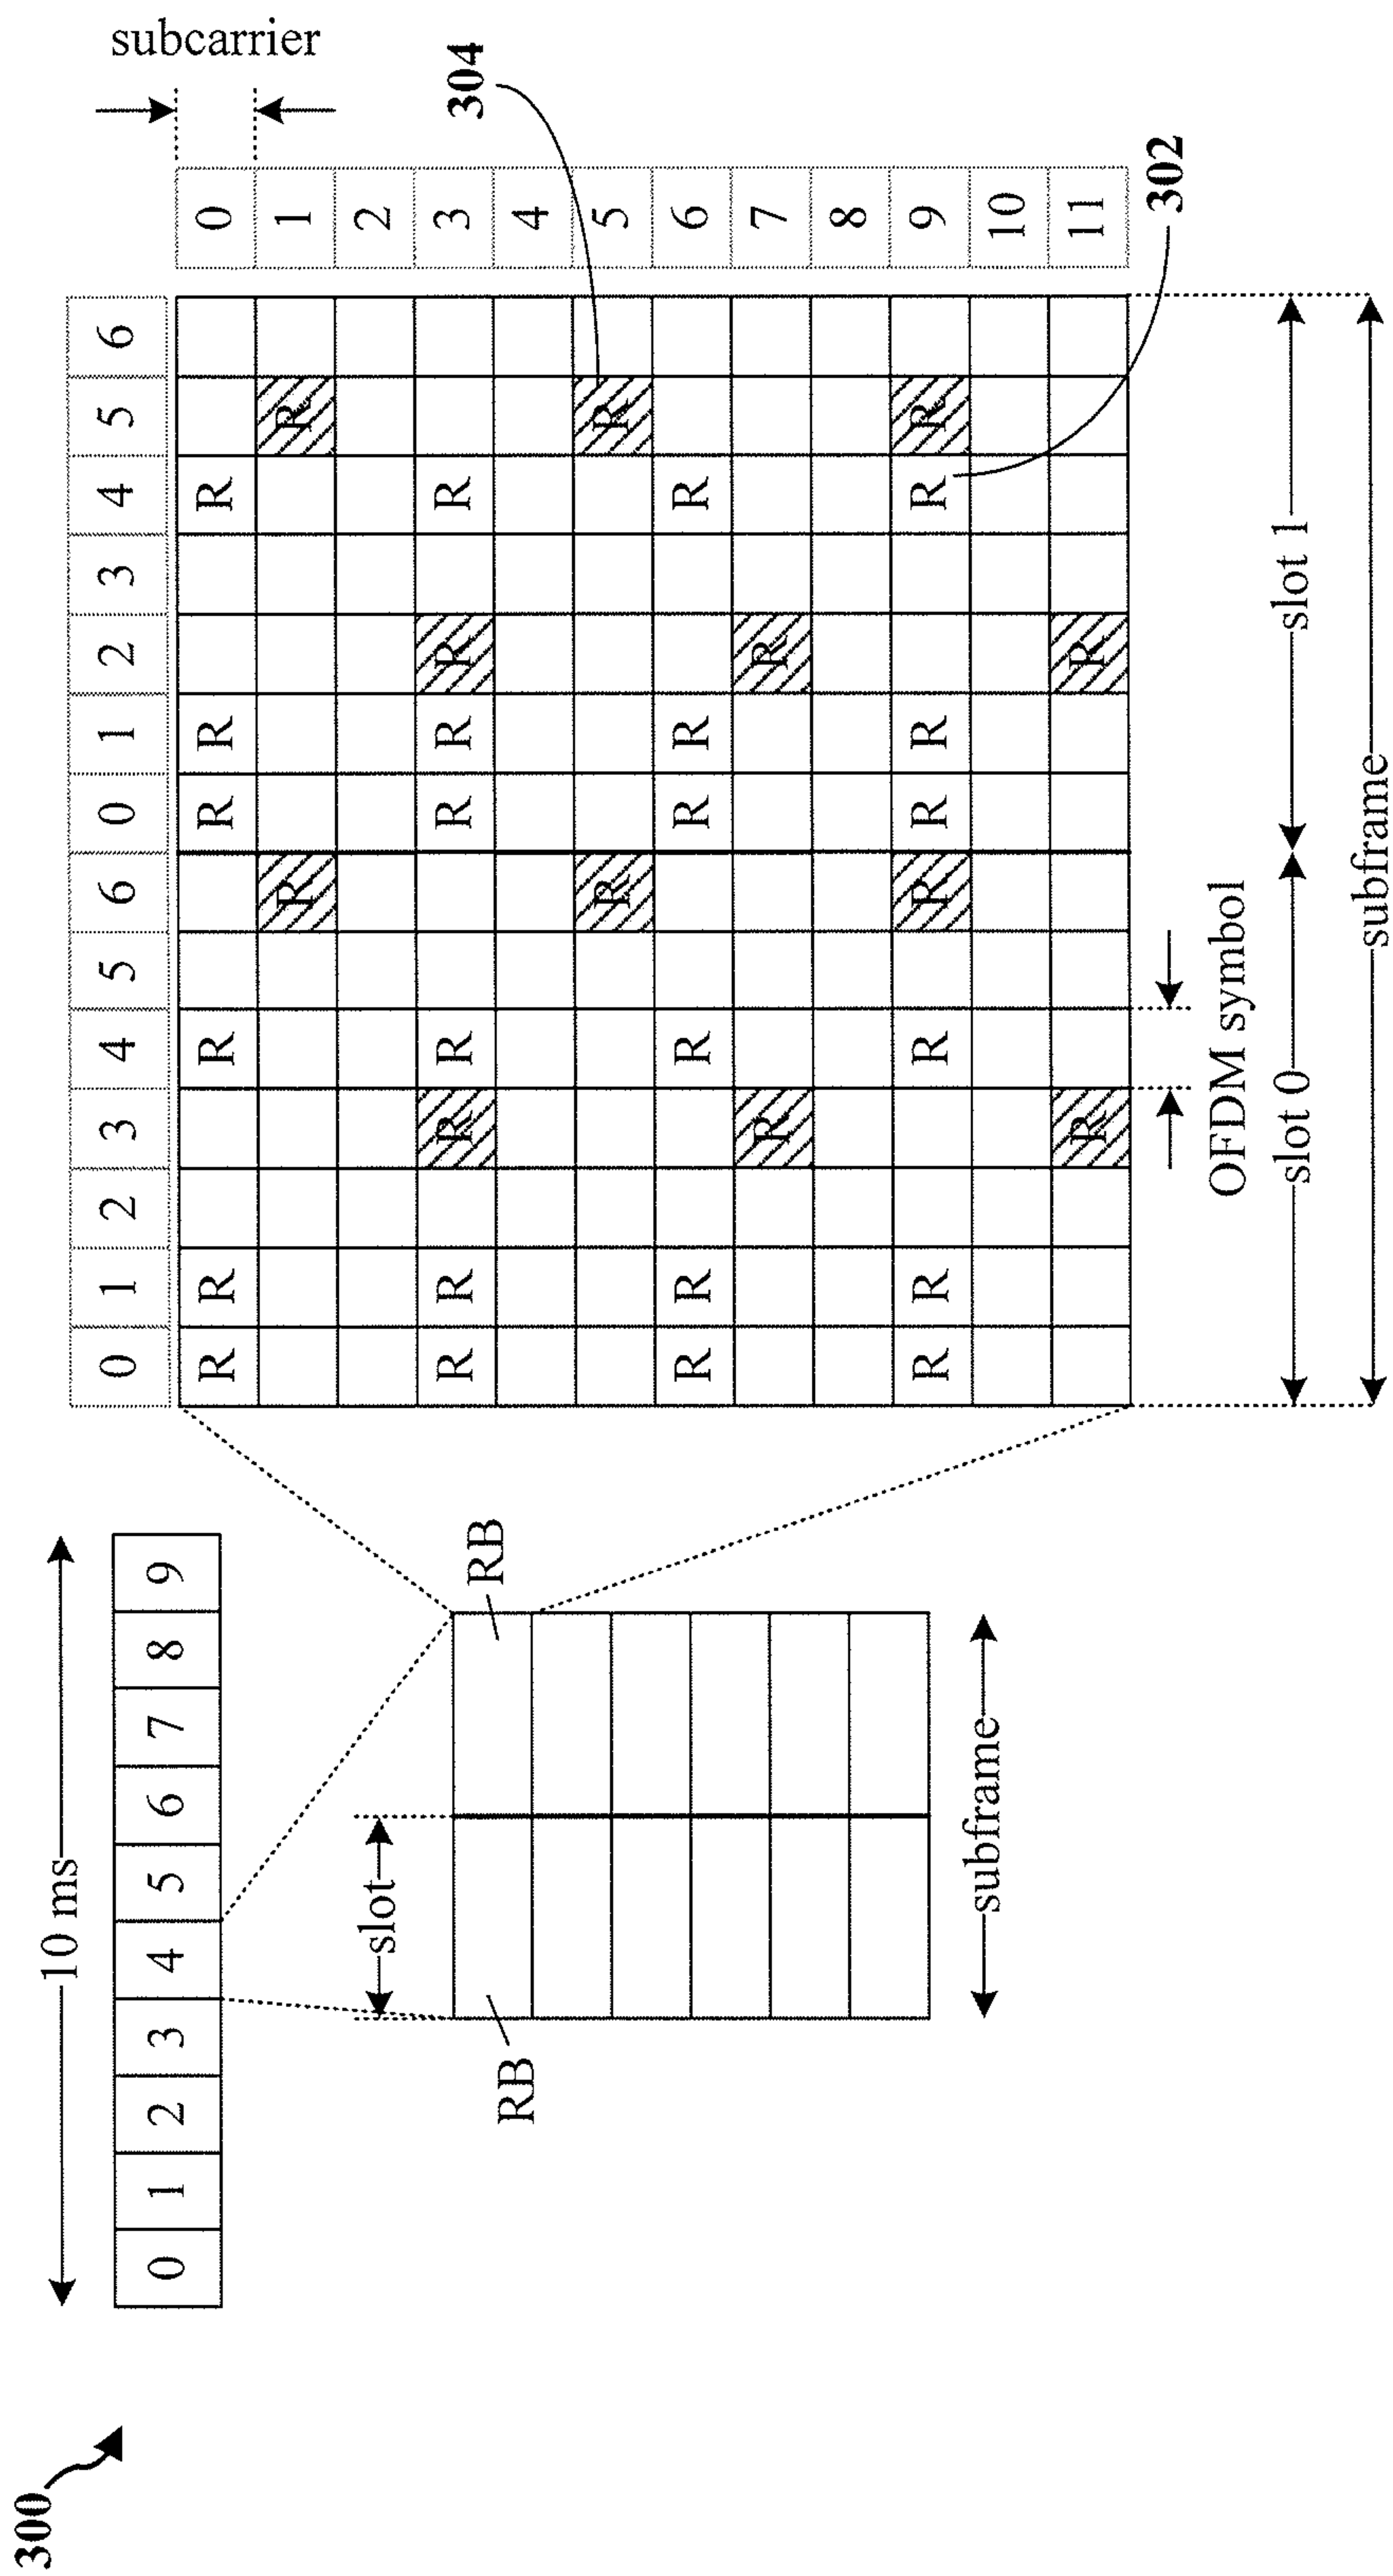 300
10 ms
0 1 2 3 4 5 6 7 8 9
slot
RB
RB
subframe
0 1 2 3 4 5 6 0 1 2 3 4 5 6
subcarrier
R R R R R R 0
R R 1
2
R R R R R R R R 3
304
4
R R 5
R R R R R R 6
R R 7
8
R R R R R R R R 9
10
R R 11
302
OFDM symbol
slot 0
slot 1
subframe